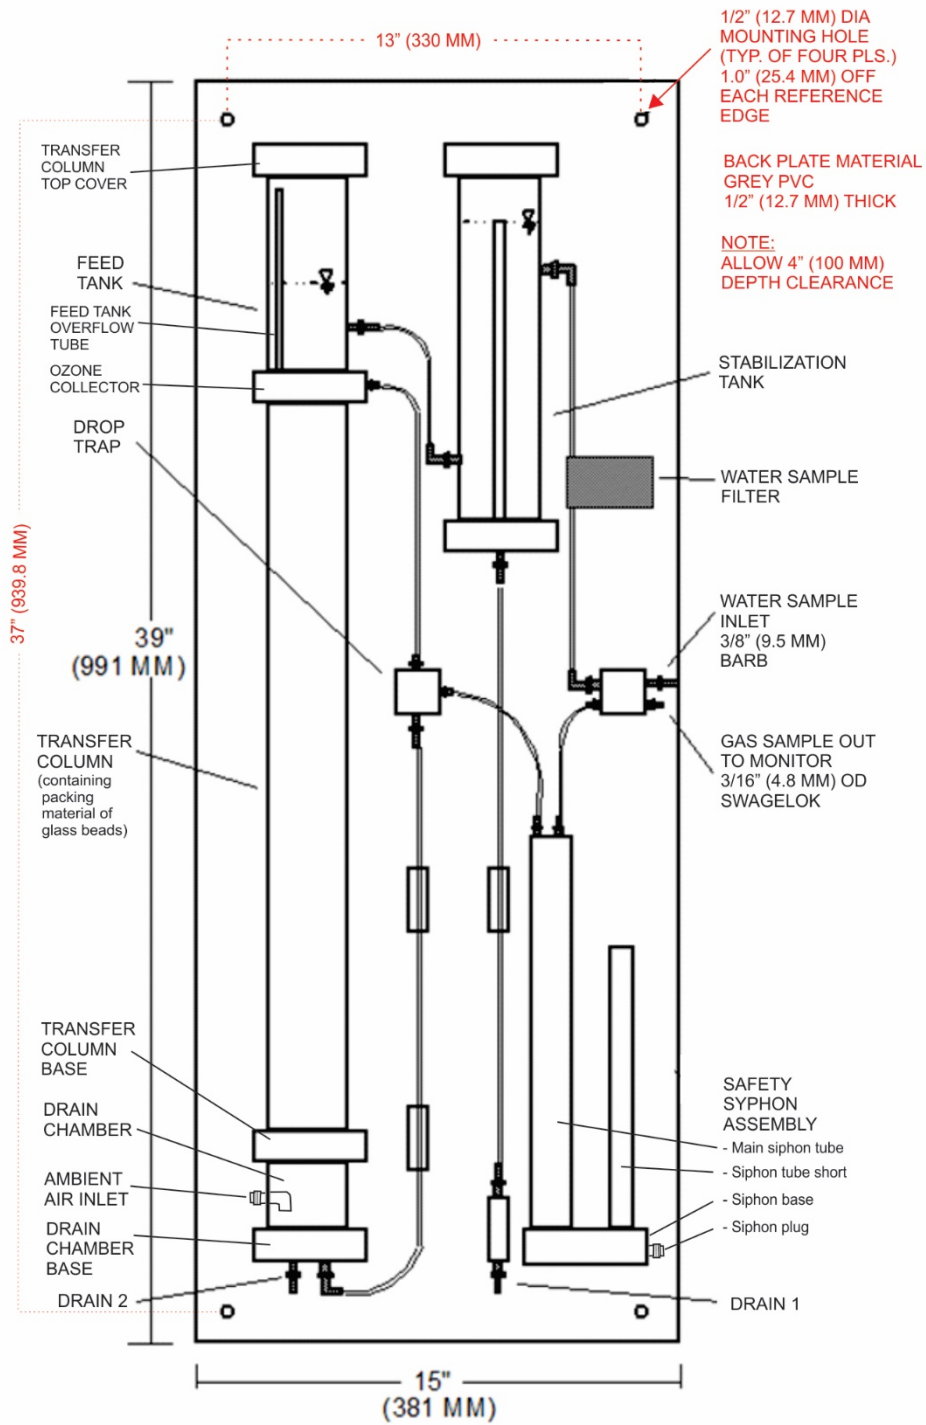 13” (330 MM)
1/2” (12.7 MM) DIA
MOUNTING HOLE
(TYP. OF FOUR PLS.)
1.0” (25.4 MM) OFF
EACH REFERENCE
EDGE
BACK PLATE MATERIAL
GREY PVC
1/2” (12.7 MM) THICK
NOTE:
ALLOW 4” (100 MM)
DEPTH CLEARANCE
TRANSFER
COLUMN
TOP COVER
FEED
TANK
FEED TANK
OVERFLOW
TUBE
OZONE
COLLECTOR
DROP
TRAP
37” (939.8 MM)
39"
(991 MM)
TRANSFER
COLUMN
(containing
packing
material of
glass beads)
TRANSFER
COLUMN
BASE
DRAIN
CHAMBER
AMBIENT
AIR INLET
DRAIN
CHAMBER
BASE
DRAIN 2
STABILIZATION
TANK
WATER SAMPLE
FILTER
WATER SAMPLE
INLET
3/8” (9.5 MM)
BARB
GAS SAMPLE OUT
TO MONITOR
3/16” (4.8 MM) OD
SWAGELOK
SAFETY
SYPHON
ASSEMBLY
- Main siphon tube
- Siphon tube short
- Siphon base
- Siphon plug
DRAIN 1
15"
(381 MM)